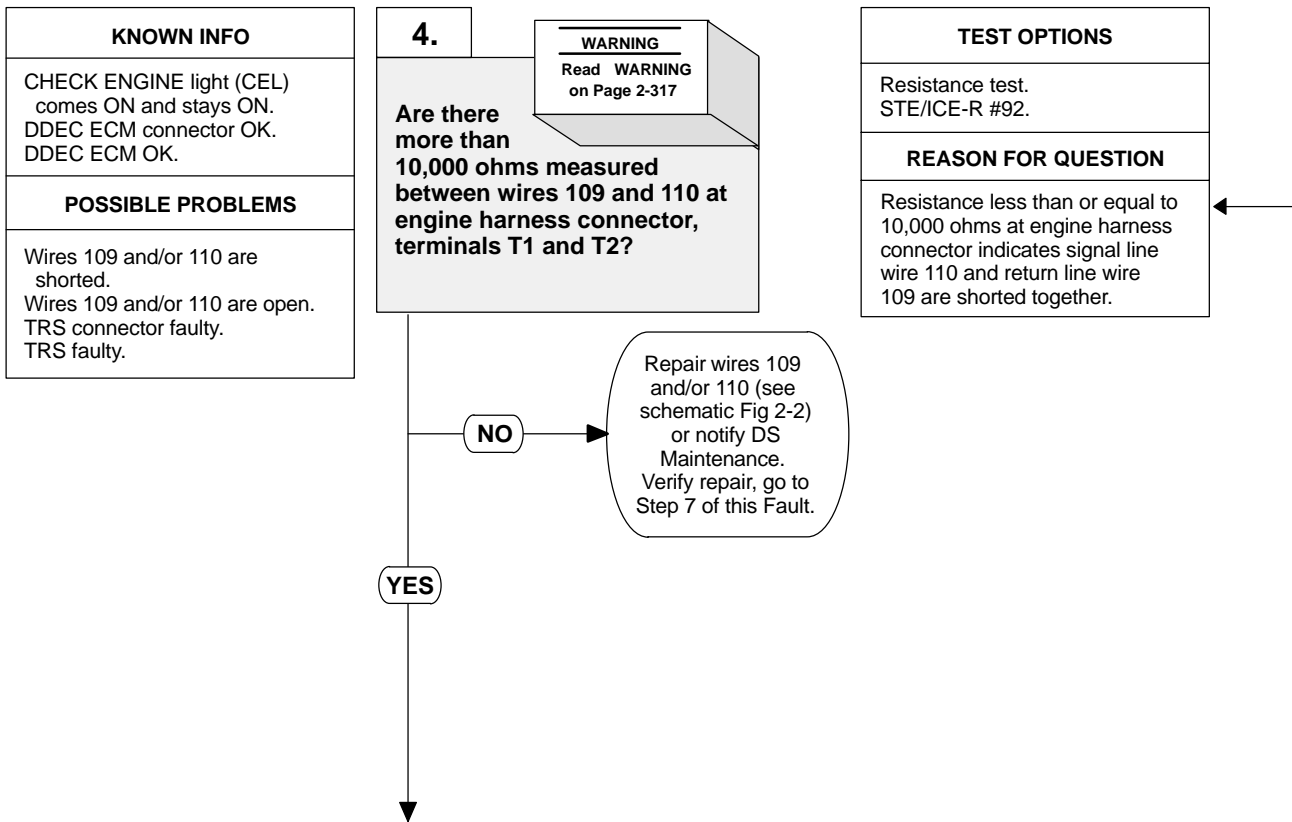 KNOWN INFO
CHECK ENGINE light (CEL)
comes ON and stays ON.
DDEC ECM connector OK.
DDEC ECM OK.
POSSIBLE PROBLEMS
Wires 109 and/or 110 are
shorted.
Wires 109 and/or 110 are open.
TRS connector faulty.
TRS faulty.
4.
WARNING
Read WARNING
on Page 2-317
Are there
more than
10,000 ohms measured
between wires 109 and 110 at
engine harness connector,
terminals T1 and T2?
TEST OPTIONS
Resistance test.
STE/ICE-R #92.
REASON FOR QUESTION
Resistance less than or equal to
10,000 ohms at engine harness
connector indicates signal line
wire 110 and return line wire
109 are shorted together.
NO
Repair wires 109
and/or 110 (see
schematic Fig 2-2)
or notify DS
Maintenance.
Verify repair, go to
Step 7 of this Fault.
YES